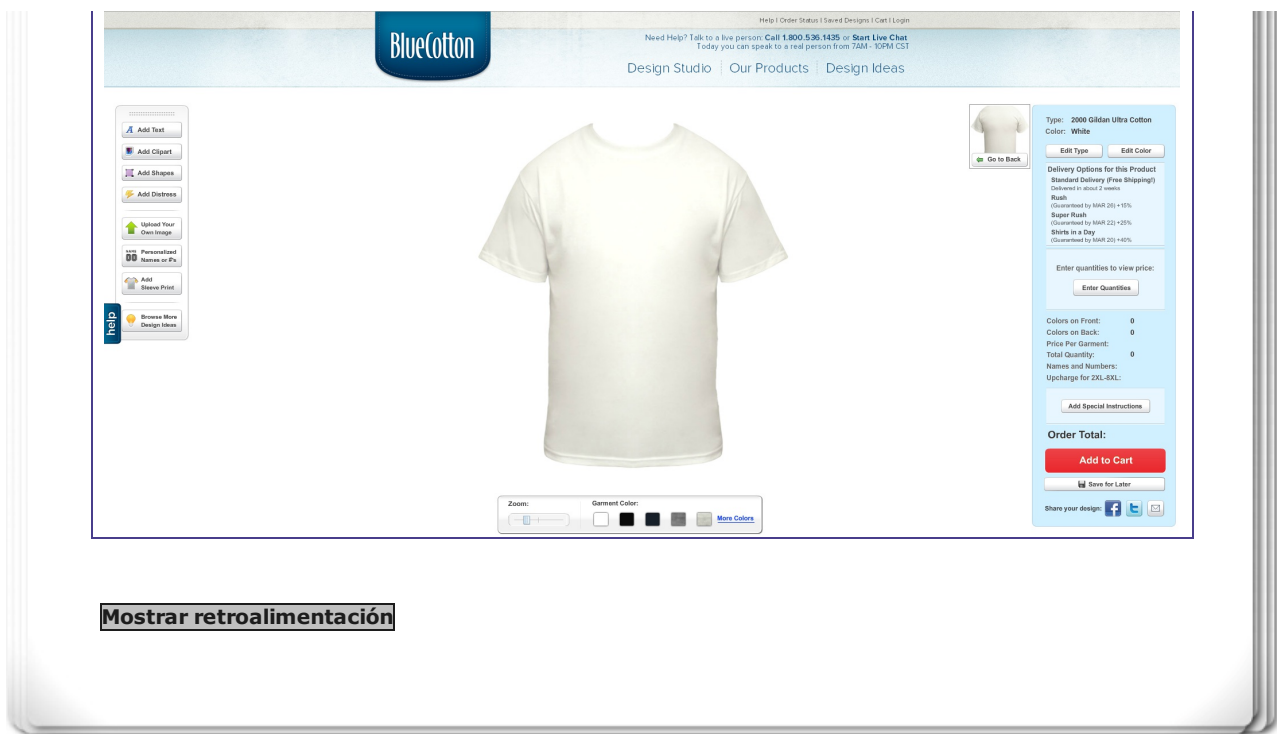 Help | Order Status | Saved Designs | Cart | Login
BlueCotton
Need Help? Talk to a live person: Call 1.800.536.1435 or Start Live Chat
Today you can speak to a real person from 7AM - 10PM CST
Design Studio Our Products Design Ideas
Add Text
Add Clipart
Add Shapes
Add Distress
Upload Your
Own Image
NAME
00
Personalized
Names or #'s
Add
Sleeve Print
Browse More
Design Ideas
help
Go to Back
Type: 2000 Gildan Ultra Cotton
Color: White
Edit Type Edit Color
Delivery Options for this Product
Standard Delivery (Free Shipping!)
Delivered in about 2 weeks
Rush
(Guaranteed by MAR 26) +15%
Super Rush
(Guaranteed by MAR 22) +25%
Shirts in a Day
(Guaranteed by MAR 20) +40%
Enter quantities to view price:
Enter Quantities
Colors on Front: 0
Colors on Back: 0
Price Per Garment:
Total Quantity: 0
Names and Numbers:
Upcharge for 2XL-8XL:
Add Special Instructions
Order Total:
Add to Cart
Save for Later
Share your design:
Zoom:
Garment Color:
More Colors
Mostrar retroalimentación